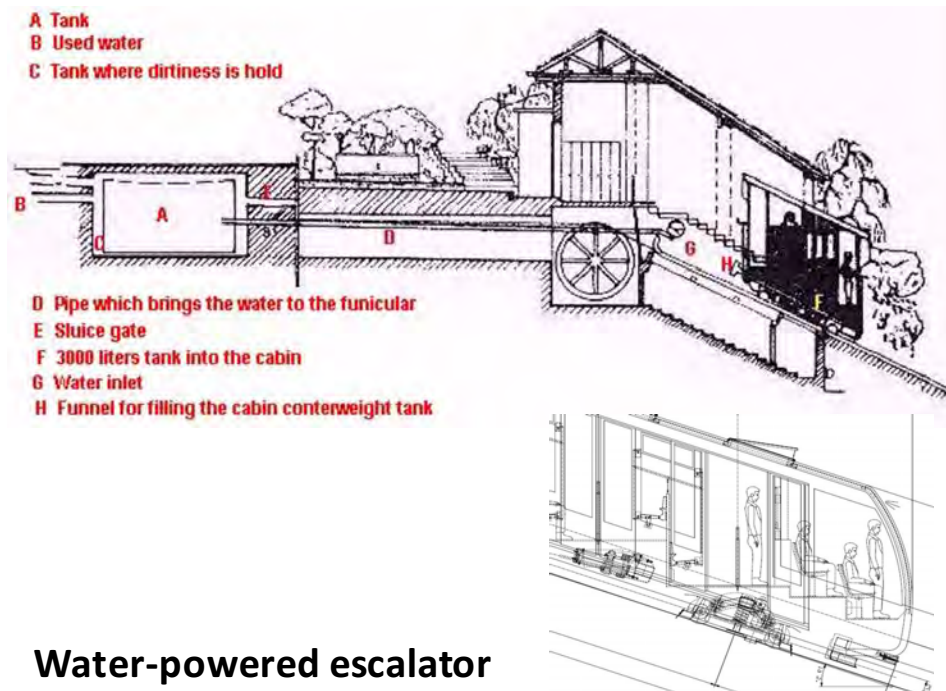 A Tank
B Used water
C Tank where dirtiness is hold
E
B
A
C
D
G
H
F
D Pipe which brings the water to the funicular
E Sluice gate
F 3000 liters tank into the cabin
G Water inlet
H Funnel for filling the cabin conterweight tank
Water-powered escalator